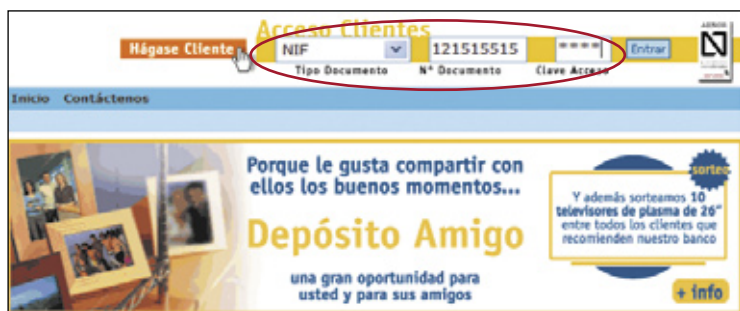 Acceso Clientes
Hágase Cliente NIF 121515515 **** Entrar
Tipo Documento Nº Documento Clave Acceso
Inicio Contáctenos
Porque le gusta compartir con
ellos los buenos momentos...
Depósito Amigo
una gran oportunidad para
usted y para sus amigos
sorteo
Y además sorteamos 10
televisores de plasma de 26"
entre todos los clientes que
recomienden nuestro banco
+ info